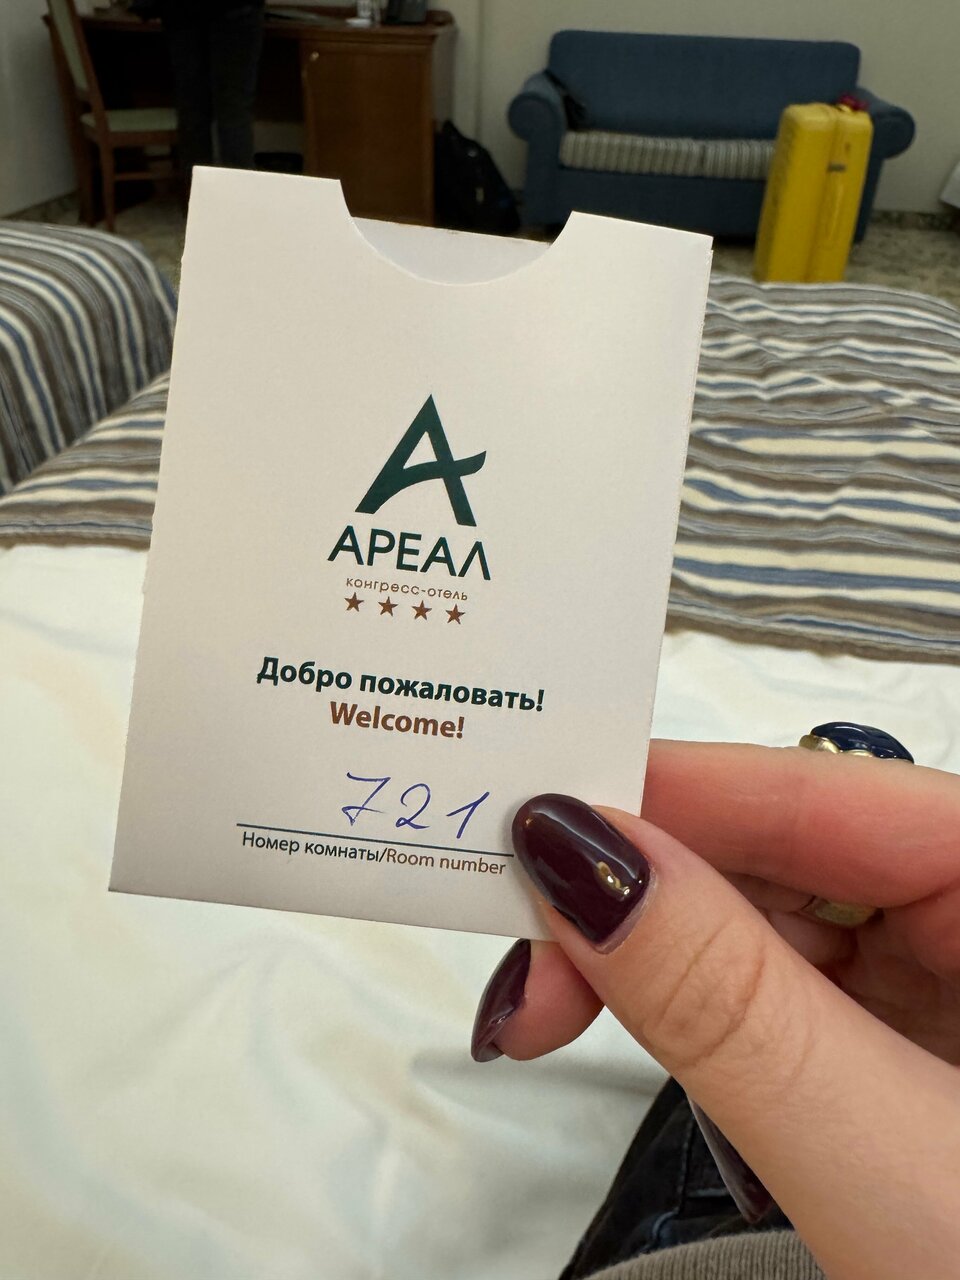 АРЕАЛ
конгресс-отель
Добро пожаловать!
Welcome!
721
Номер комнаты/Room number